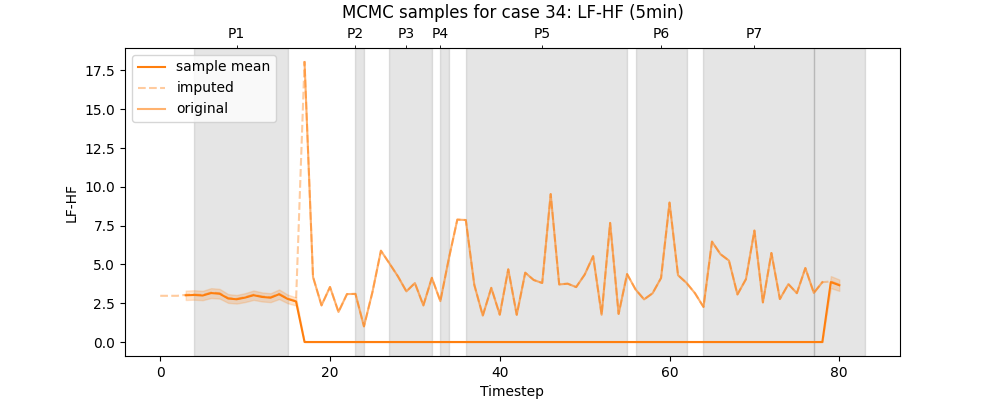 MCMC samples for case 34: LF-HF (5min)
P1 P2 P3 P4 P5 P6 P7
sample mean
imputed
original
17.5
15.0
12.5
10.0
7.5
5.0
2.5
0.0
LF-HF
0 20 40 60 80
Timestep